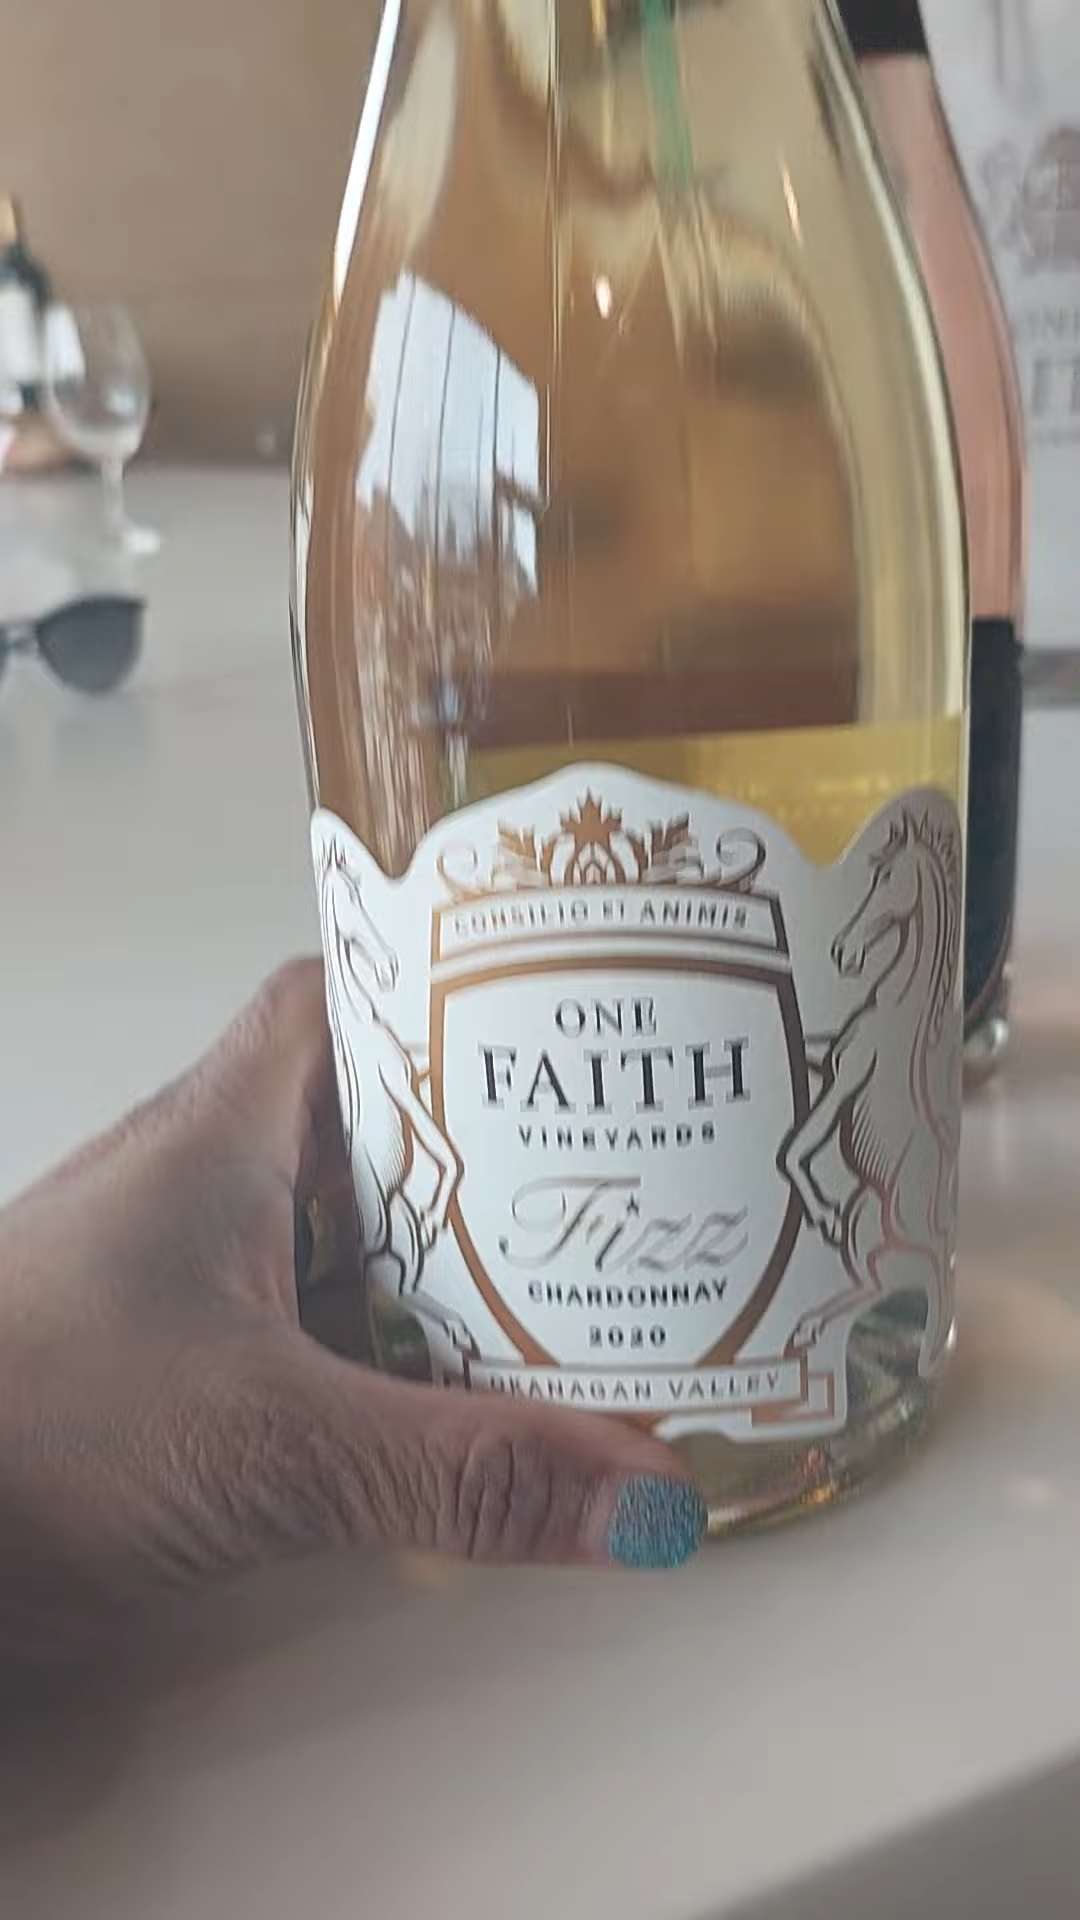 CONSILIO ET ANIMIS
ONE
FAITH
VINEYARDS
Fizz
CHARDONNAY
2020
OKANAGAN VALLEY